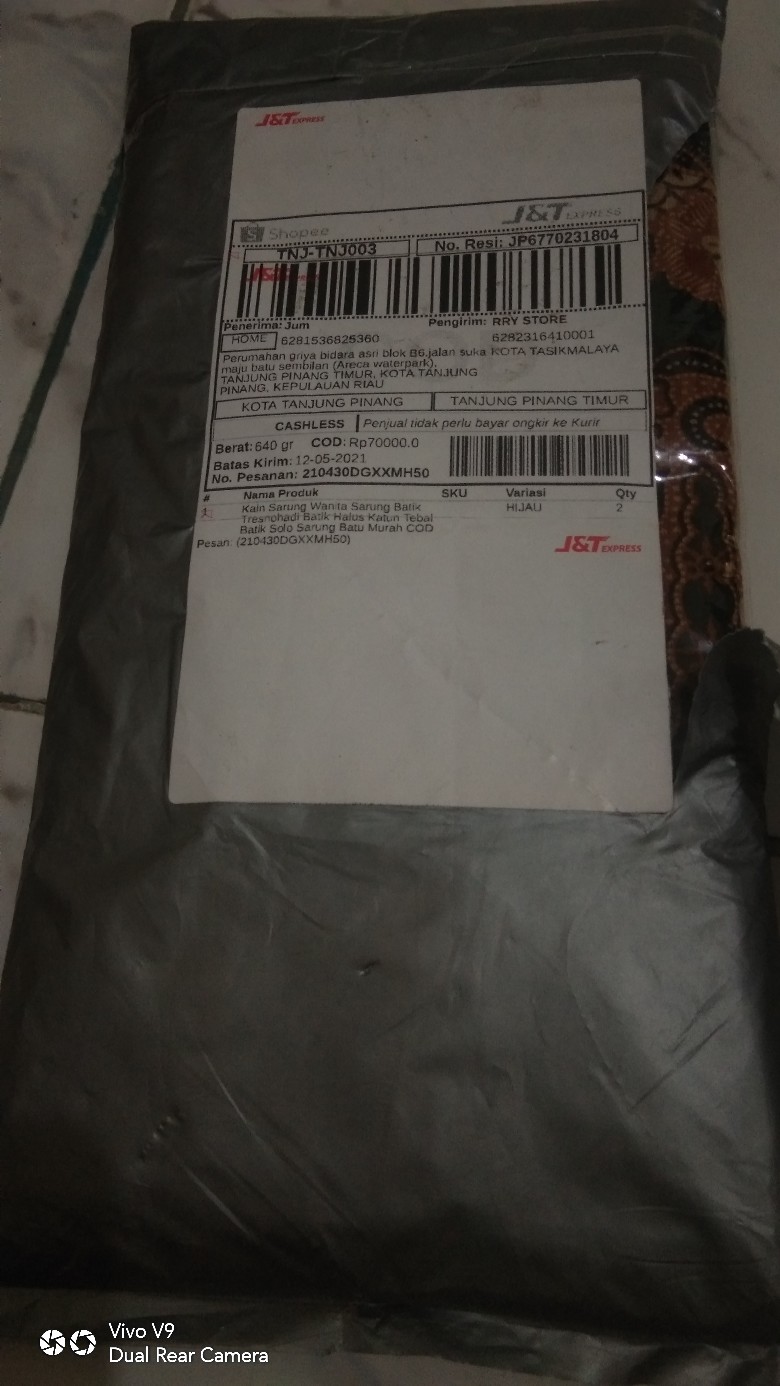 J&T EXPRESS
Shopee J&T EXPRESS
TNJ-TNJ003 No. Resi: JP6770231804
Penerima: Jum Pengirim: RRY STORE
HOME 6281536825360 6282316410001
Perumahan griya bidara asri blok B6,jalan suka KOTA TASIKMALAYA
maju batu sembilan (Areca waterpark),
TANJUNG PINANG TIMUR, KOTA TANJUNG
PINANG, KEPULAUAN RIAU
KOTA TANJUNG PINANG TANJUNG PINANG TIMUR
CASHLESS Penjual tidak perlu bayar ongkir ke Kurir
Berat: 640 gr COD: Rp70000.0
Batas Kirim: 12-05-2021
No. Pesanan: 210430DGXXMH50
# Nama Produk SKU Variasi Qty
Kain Sarung Wanita Sarung Batik HIJAU 2
Tresnohadi Batik Halus Katun Tebal
Batik Solo Sarung Batu Murah COD
Pesan: (210430DGXXMH50)
J&T EXPRESS
Vivo V9
Dual Rear Camera